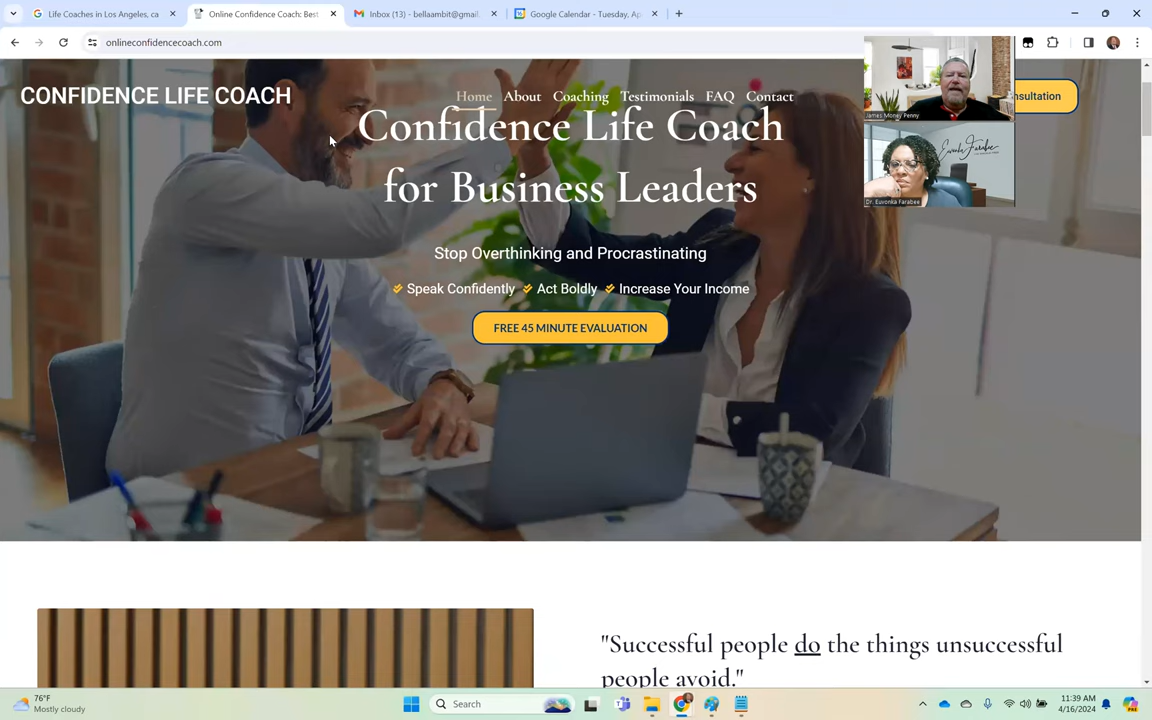 Life Coaches in Los Angeles, ca
Online Confidence Coach: Best
Inbox (13) - bellaambit@gmail.
Google Calendar - Tuesday, Ap
onlineconfidencecoach.com
CONFIDENCE LIFE COACH
Home About Coaching Testimonials FAQ Contact
nsultation
James Money Penny
Euvonka Farabee
Dr. Euvonka Farabee
Confidence Life Coach
for Business Leaders
Stop Overthinking and Procrastinating
Speak Confidently Act Boldly Increase Your Income
FREE 45 MINUTE EVALUATION
"Successful people do the things unsuccessful
people avoid."
76°F
Mostly cloudy
Search
11:39 AM
4/16/2024
PRE